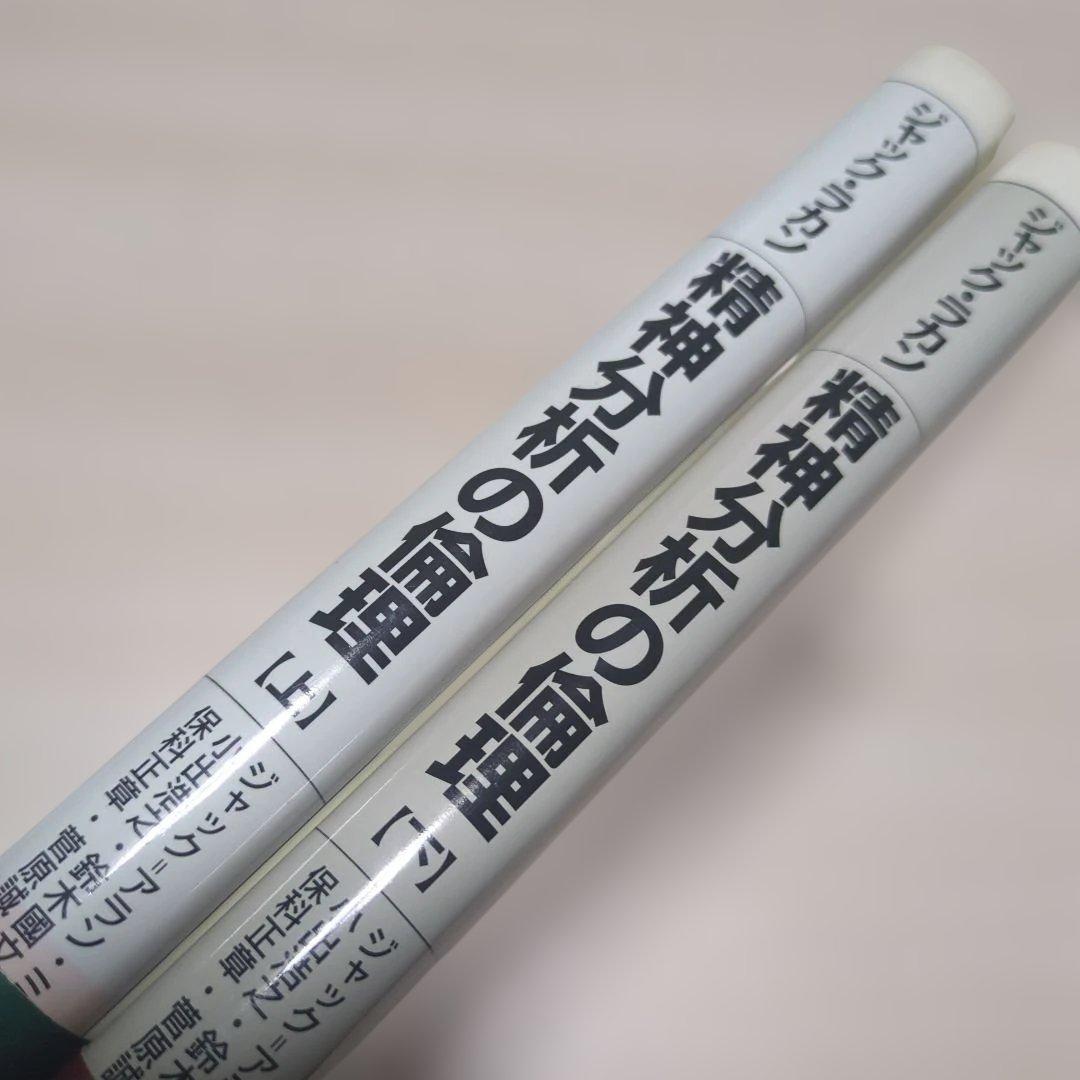 ジャック・ラカン
精神分析の倫理
【上】
ジャック=アラン・ミ
小出浩之・鈴木國文
保科正章・菅原誠
ジャック・ラカン
精神分析の倫理
【下】
ジャック=ア
小出浩之・鈴木
保科正章・菅原誠